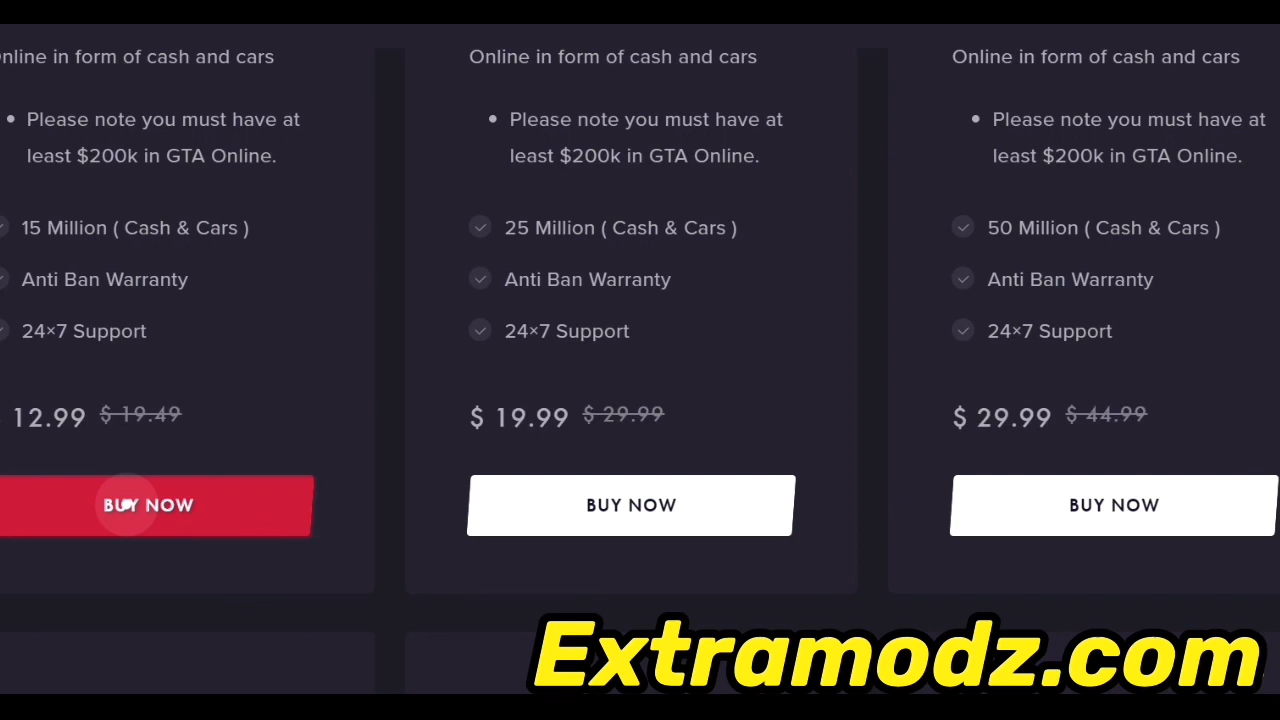 nline in form of cash and cars
• Please note you must have at
least $200k in GTA Online.
15 Million ( Cash & Cars )
Anti Ban Warranty
24×7 Support
12.99 $ 19.49
BUY NOW
Online in form of cash and cars
• Please note you must have at
least $200k in GTA Online.
25 Million ( Cash & Cars )
Anti Ban Warranty
24×7 Support
$ 19.99 $ 29.99
BUY NOW
Online in form of cash and cars
• Please note you must have at
least $200k in GTA Online.
50 Million ( Cash & Cars )
Anti Ban Warranty
24×7 Support
$ 29.99 $ 44.99
BUY NOW
Extramodz.com